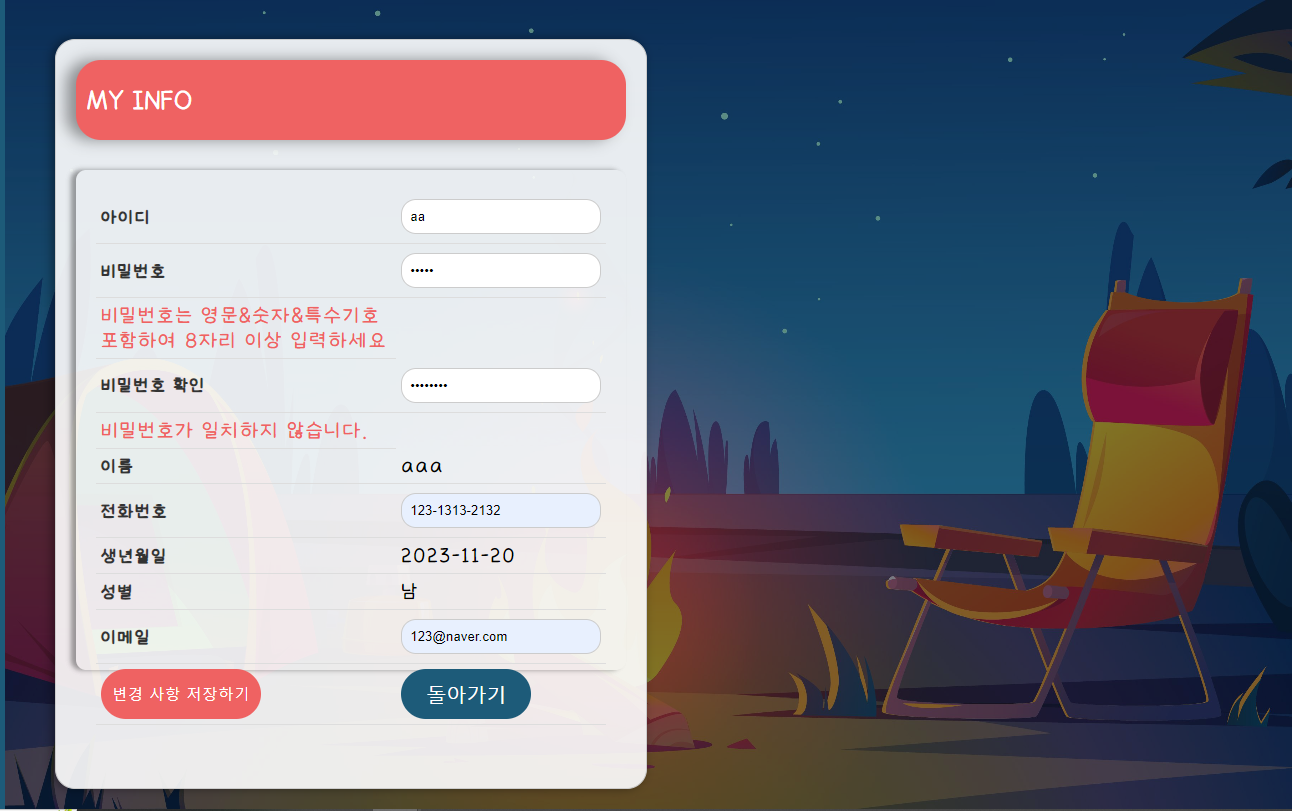 MY INFO
아이디
aa
비밀번호
•••••
비밀번호는 영문&숫자&특수기호
포함하여 8자리 이상 입력하세요
비밀번호 확인
••••••••
비밀번호가 일치하지 않습니다.
이름
aaa
전화번호
123-1313-2132
생년월일
2023-11-20
성별
남
이메일
123@naver.com
변경 사항 저장하기
돌아가기